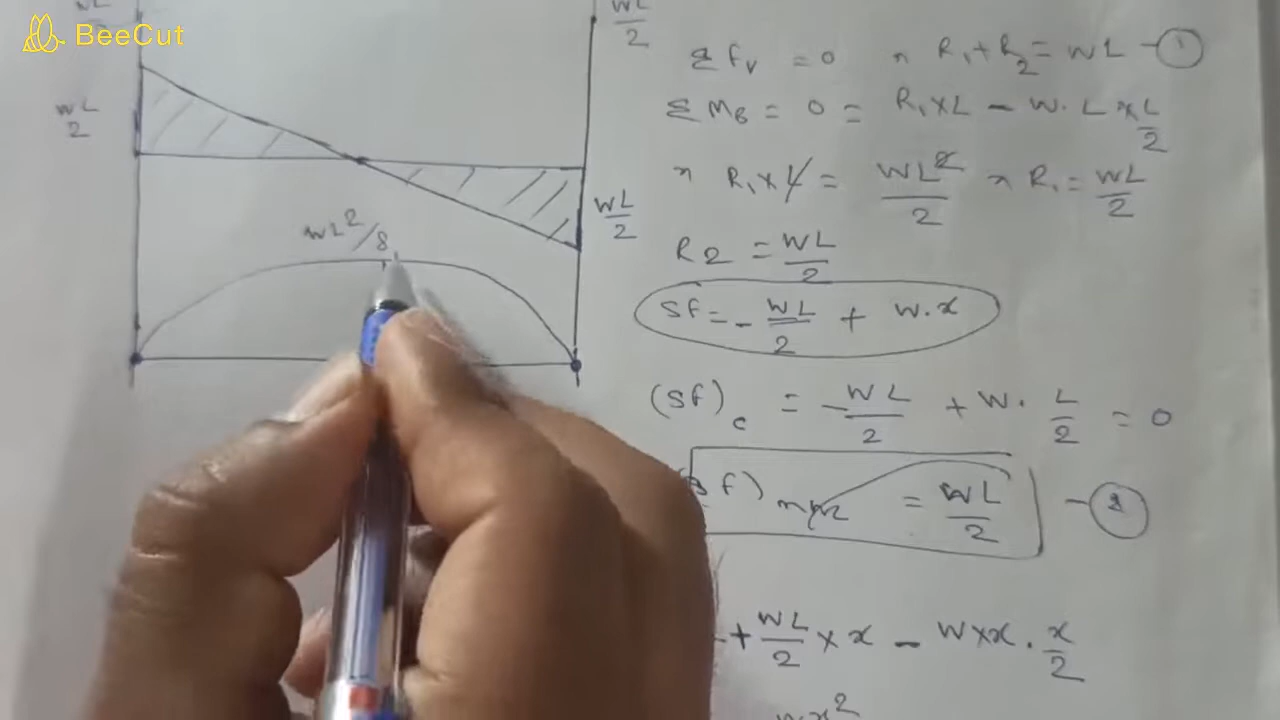 BeeCut
WL/2
WL/2
WL/2
WL²/8
ΣFv = 0 ⇒ R₁+R₂ = WL –①
ΣMB = 0 = R₁×L – W.L×L/2
⇒ R₁×L = WL²/2 ⇒ R₁ = WL/2
R2 = WL/2
SF = - WL/2 + W.x
(SF)c = -WL/2 + W. L/2 = 0
F)max = WL/2 –②
+ WL/2 × x – W×x . x/2
wx²